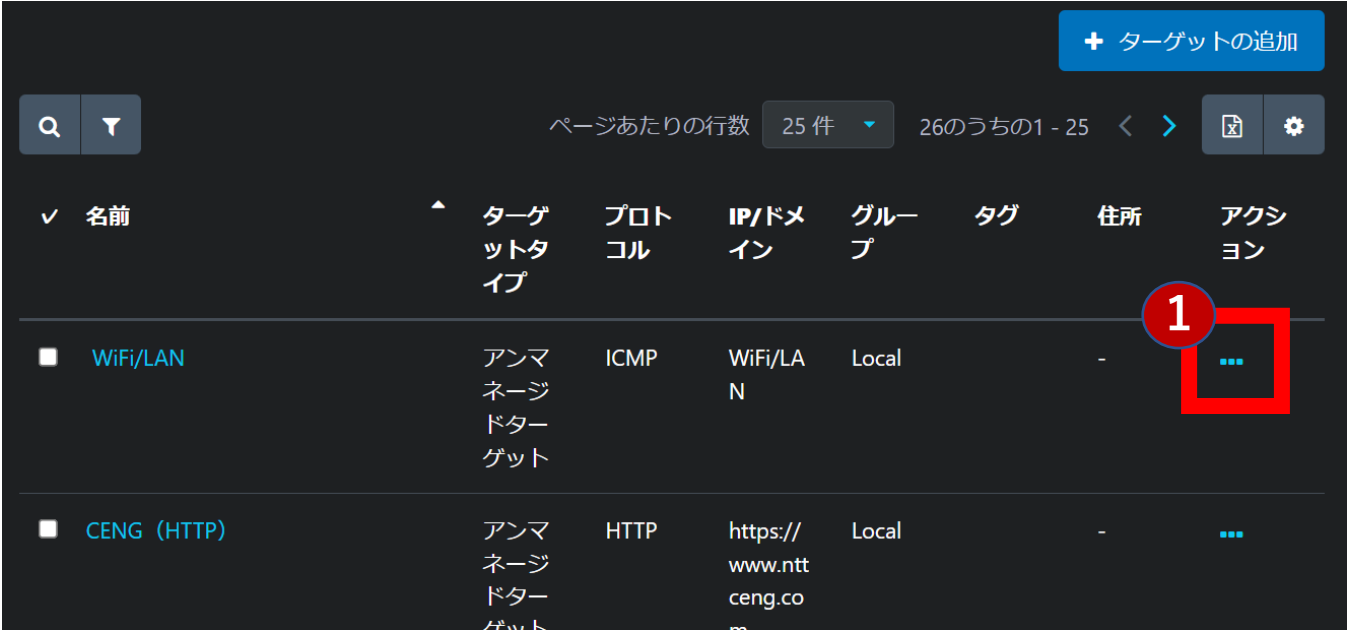 ターゲットの追加
ページあたりの行数 25 件 26のうちの1 - 25
名前 ターゲ プロト IP/ドメ グルー タグ 住所 アクシ
ットタ コル イン プ ョン
イプ
1
WiFi/LAN アンマ ICMP WiFi/LA Local -
ネージ N
ドター
ゲット
CENG（HTTP） アンマ HTTP https:// Local -
ネージ www.ntt
ドター ceng.co
ゲット m